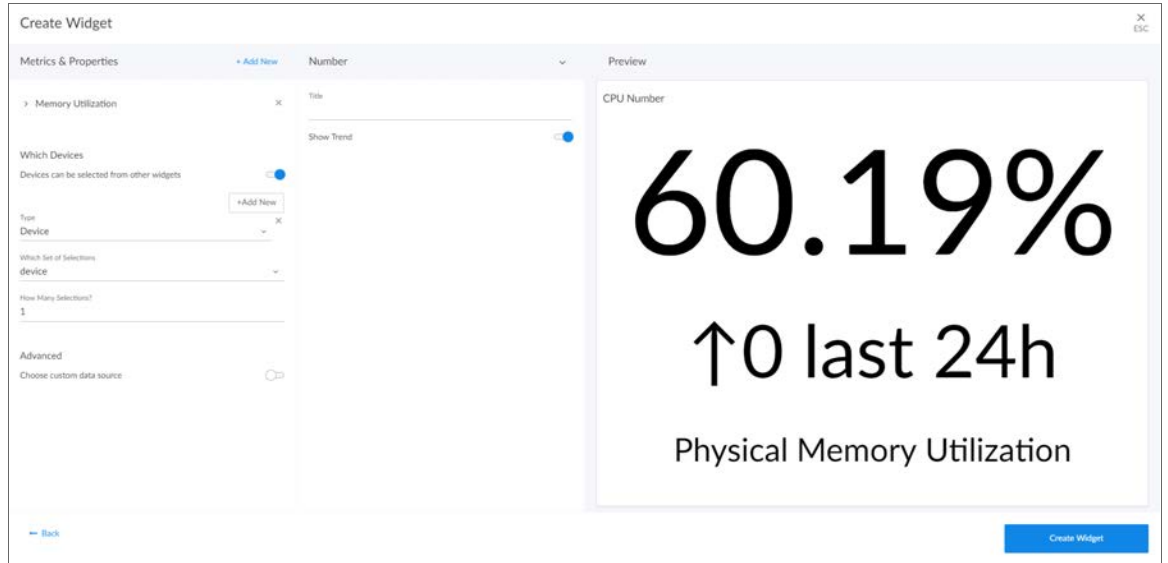 Create Widget
× ESC
Metrics & Properties
+ Add New
Number
Preview
Memory Utilization
Which Devices
Devices can be selected from other widgets
+Add New
Type
Device
Which Set of Selections
device
How Many Selections?
1
Advanced
Choose custom data source
Title
Show Trend
CPU Number
60.19%
↑0 last 24h
Physical Memory Utilization
← Back
Create Widget